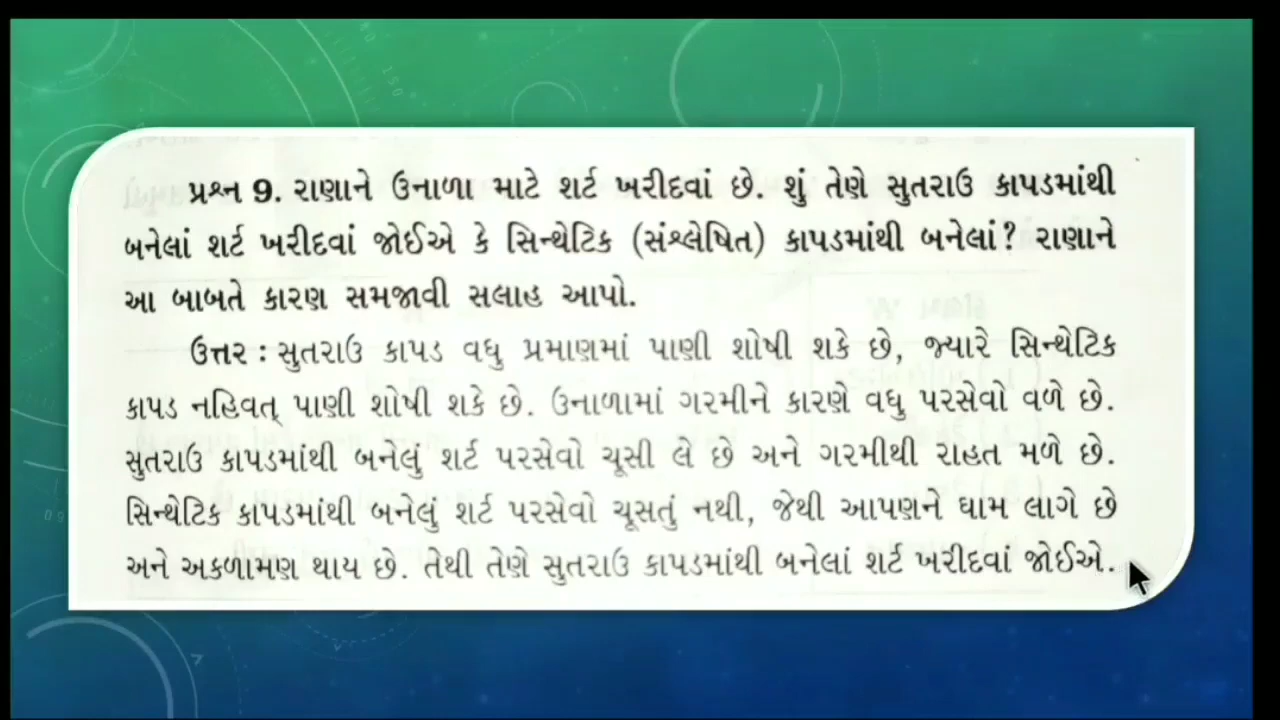 પ્રશ્ન 9. રાણાને ઉનાળા માટે શર્ટ ખરીદવાં છે. શું તેણે સુતરાઉ કાપડમાંથી
બનેલાં શર્ટ ખરીદવાં જોઈએ કે સિન્થેટિક (સંશ્લેષિત) કાપડમાંથી બનેલાં? રાણાને
આ બાબતે કારણ સમજાવી સલાહ આપો.
ઉત્તર : સુતરાઉ કાપડ વધુ પ્રમાણમાં પાણી શોષી શકે છે, જ્યારે સિન્થેટિક
કાપડ નહિવત્ પાણી શોષી શકે છે. ઉનાળામાં ગરમીને કારણે વધુ પરસેવો વળે છે.
સુતરાઉ કાપડમાંથી બનેલું શર્ટ પરસેવો ચૂસી લે છે અને ગરમીથી રાહત મળે છે.
સિન્થેટિક કાપડમાંથી બનેલું શર્ટ પરસેવો ચૂસતું નથી, જેથી આપણને ઘામ લાગે છે
અને અકળામણ થાય છે. તેથી તેણે સુતરાઉ કાપડમાંથી બનેલાં શર્ટ ખરીદવાં જોઈએ.